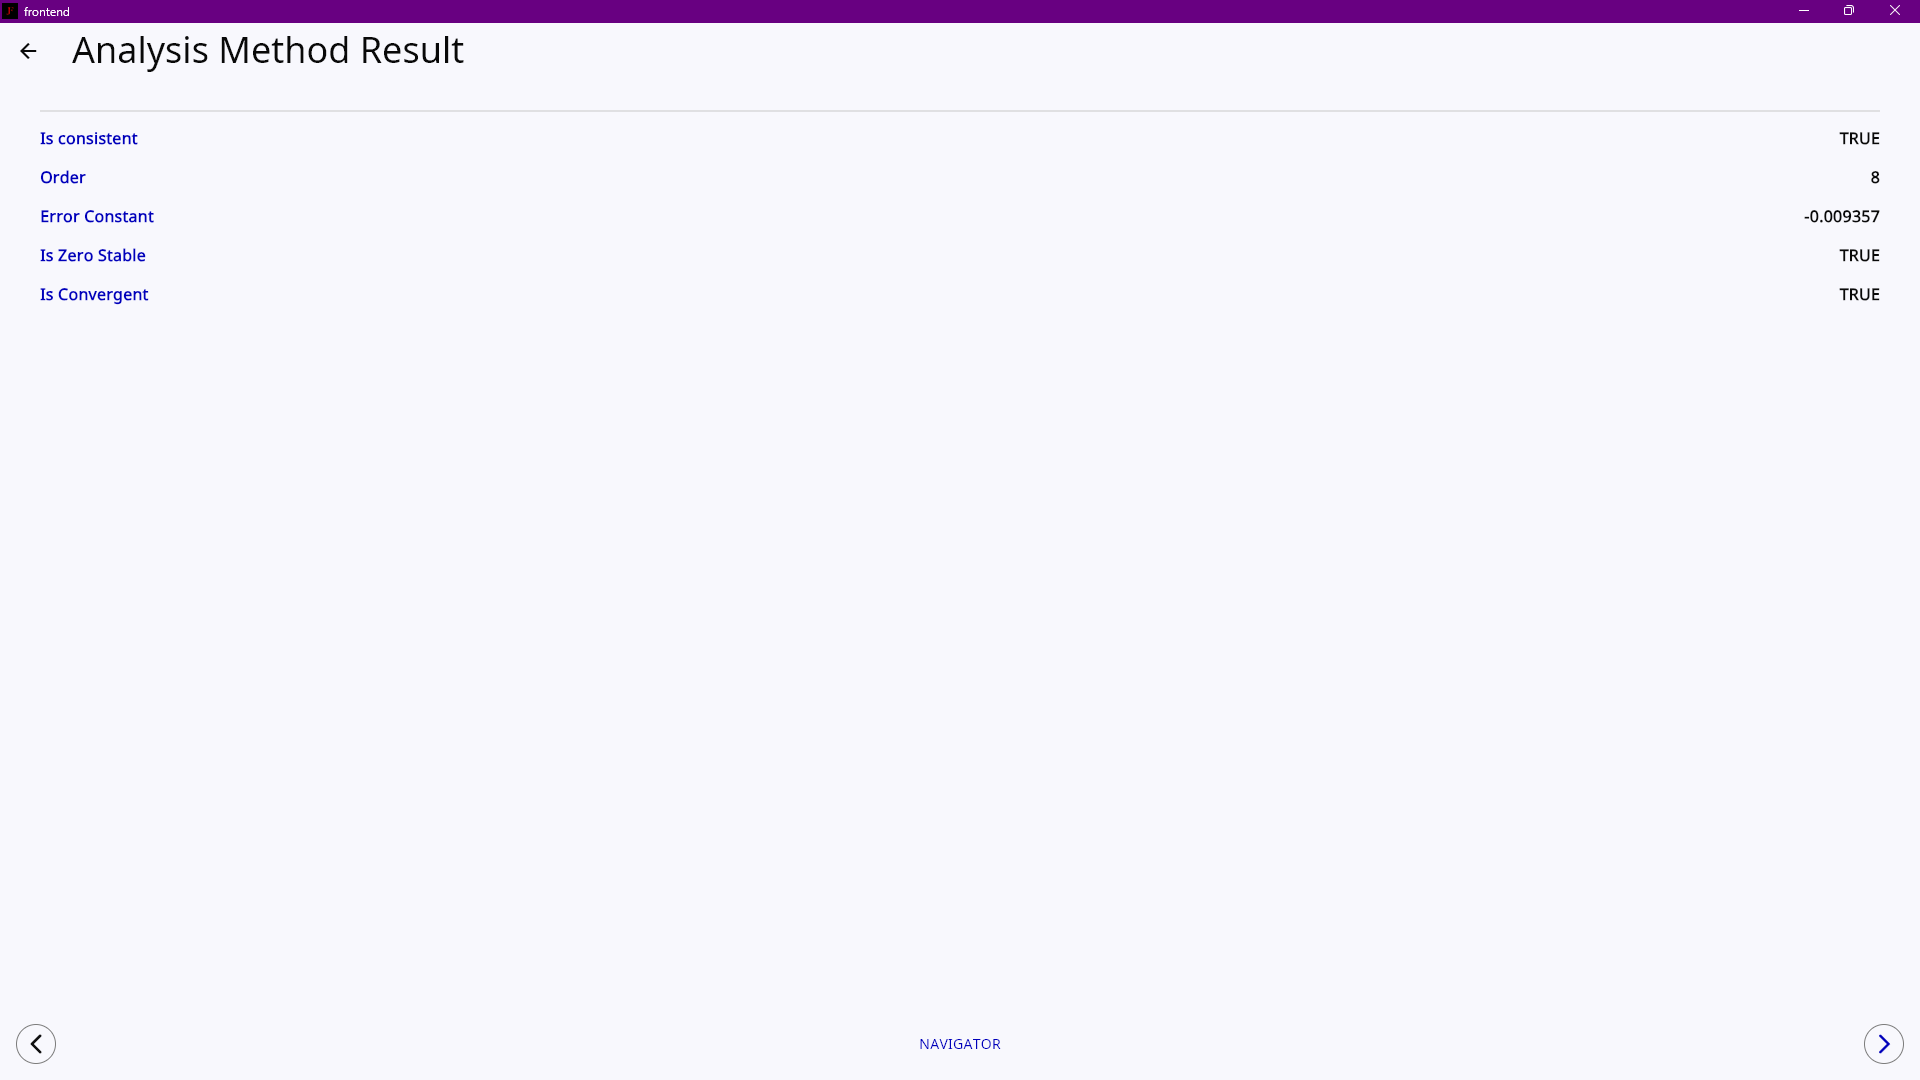 frontend
Analysis Method Result
Is consistent TRUE
Order 8
Error Constant -0.009357
Is Zero Stable TRUE
Is Convergent TRUE
NAVIGATOR